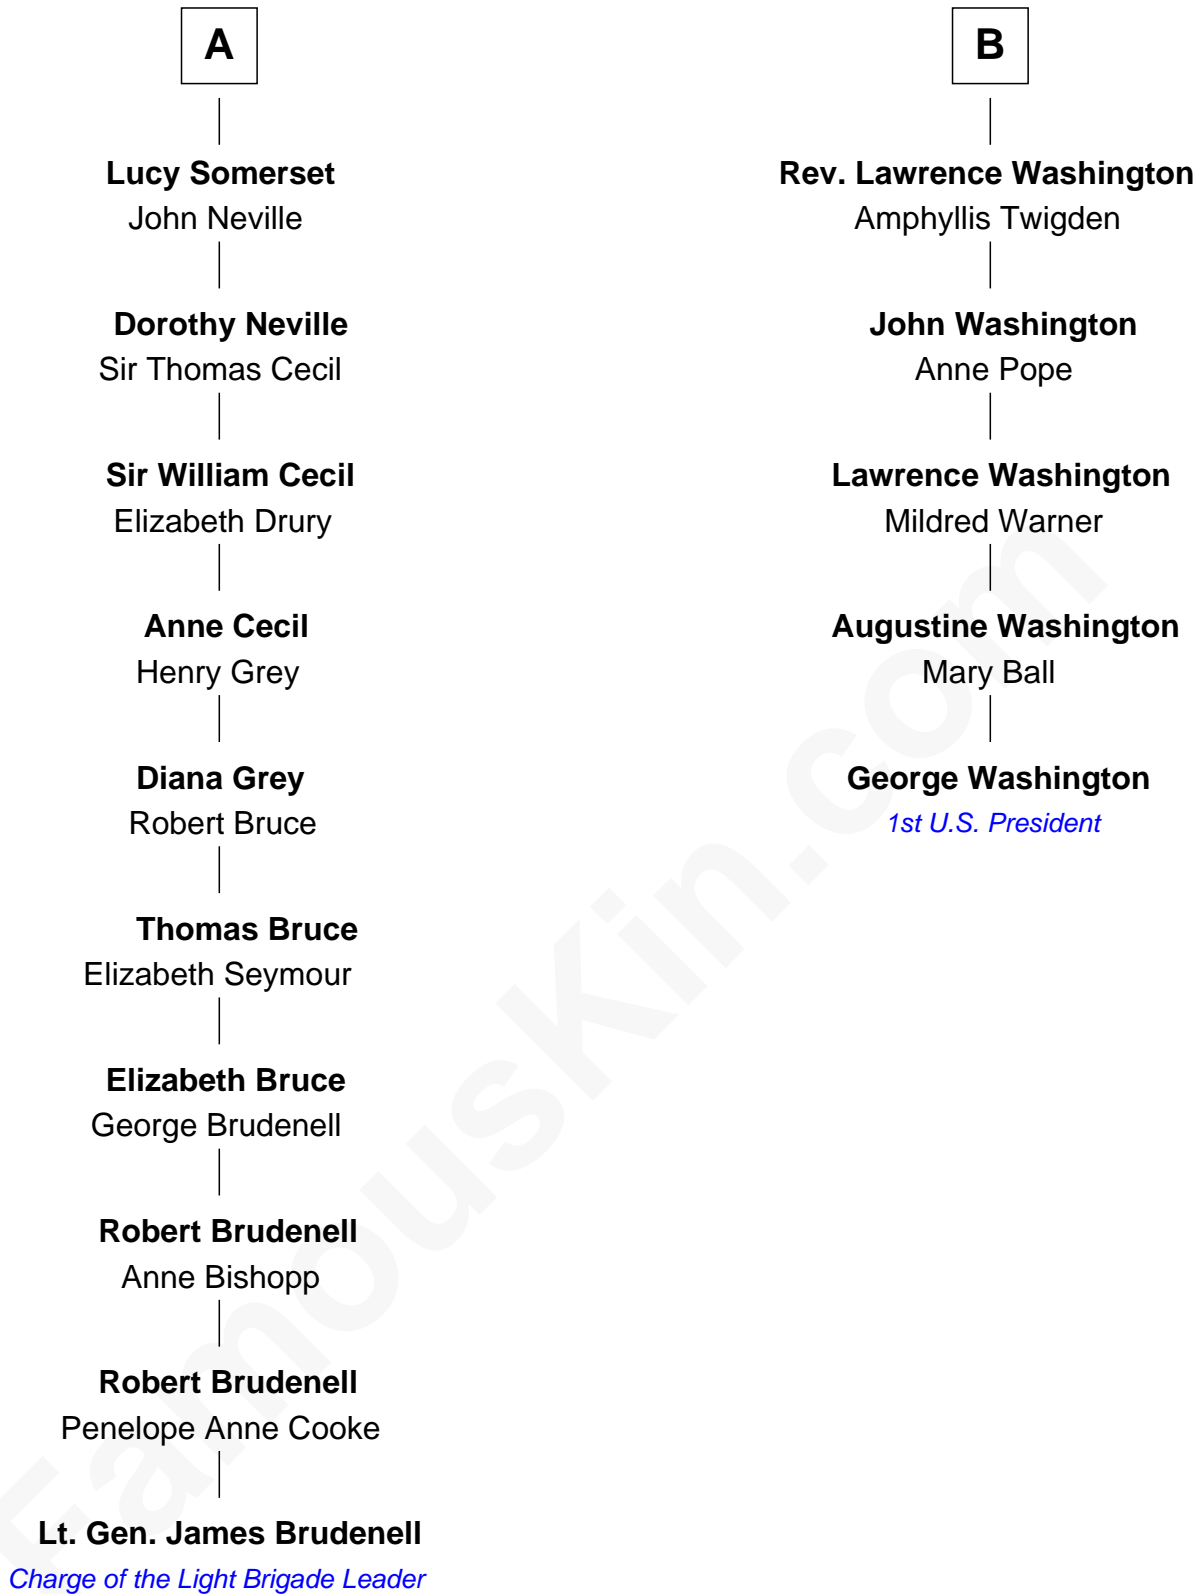 A
Lucy Somerset
John Neville
Dorothy Neville
Sir Thomas Cecil
Sir William Cecil
Elizabeth Drury
Anne Cecil
Henry Grey
Diana Grey
Robert Bruce
Thomas Bruce
Elizabeth Seymour
Elizabeth Bruce
George Brudenell
Robert Brudenell
Anne Bishopp
Robert Brudenell
Penelope Anne Cooke
Lt. Gen. James Brudenell
Charge of the Light Brigade Leader
B
Rev. Lawrence Washington
Amphyllis Twigden
John Washington
Anne Pope
Lawrence Washington
Mildred Warner
Augustine Washington
Mary Ball
George Washington
1st U.S. President
FamousKin.com